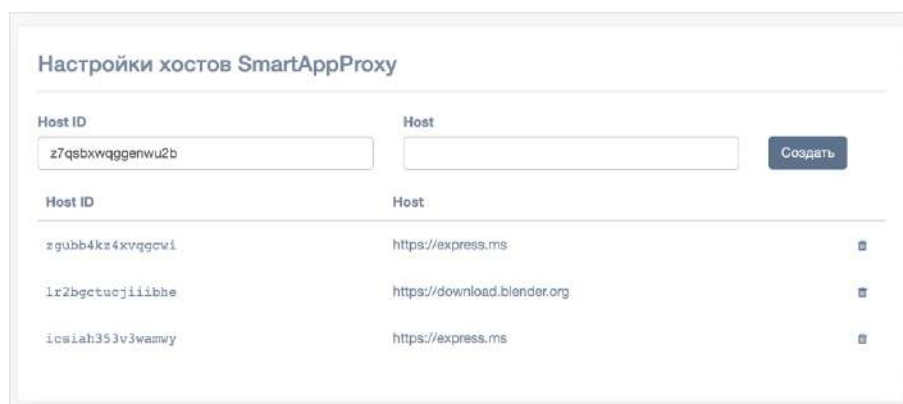 Настройки хостов SmartAppProxy
Host ID Host
z7qsbxwqggenwu2b Создать
Host ID Host
zgubb4kz4xvqgcwi https://express.ms
lr2bgctucjiiibhe https://download.blender.org
icsiah353v3wamwy https://express.ms